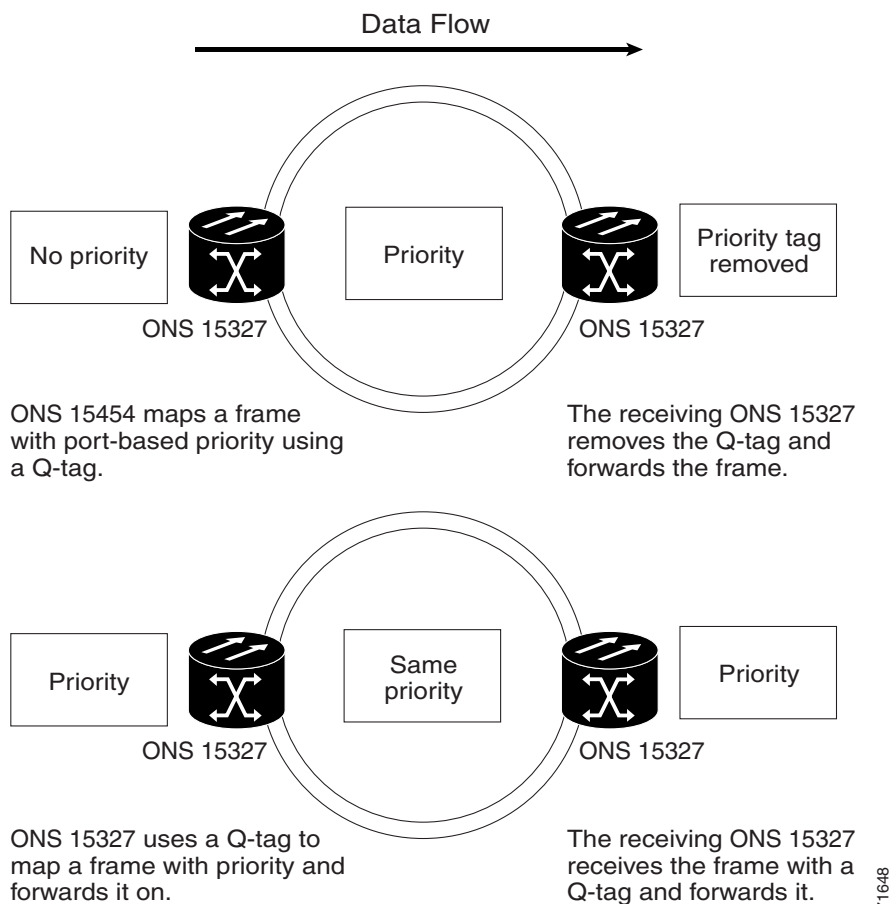 Data Flow
No priority
Priority
Priority tag
removed
ONS 15327
ONS 15327
ONS 15454 maps a frame
with port-based priority using
a Q-tag.
The receiving ONS 15327
removes the Q-tag and
forwards the frame.
Priority
Same
priority
Priority
ONS 15327
ONS 15327
ONS 15327 uses a Q-tag to
map a frame with priority and
forwards it on.
The receiving ONS 15327
receives the frame with a
Q-tag and forwards it.
71648